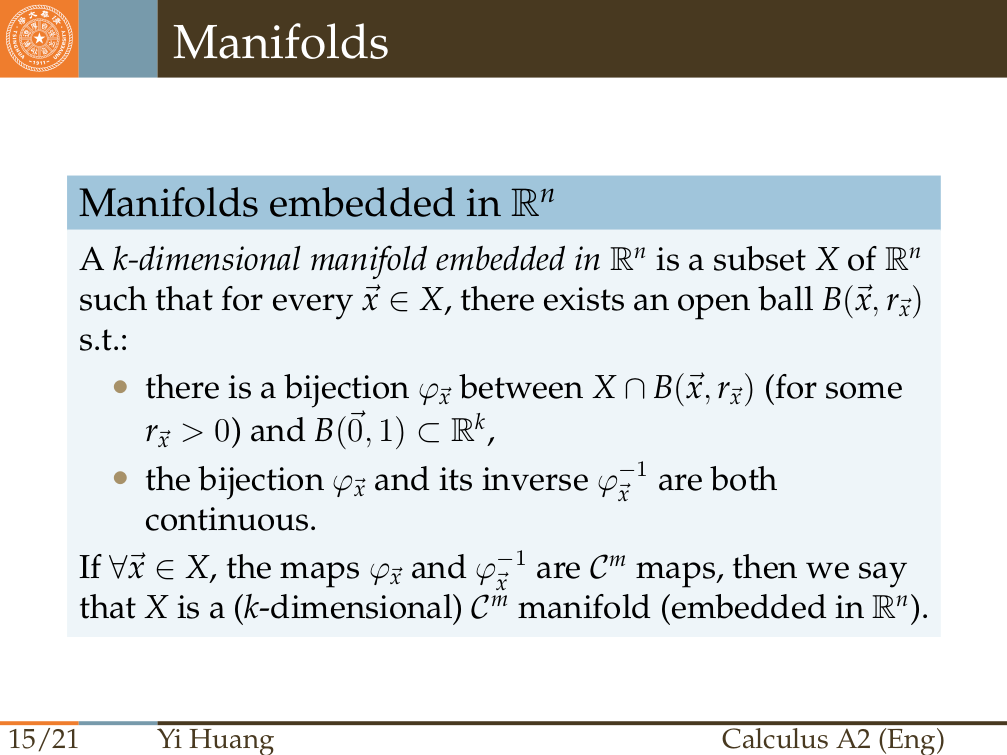 Manifolds
Manifolds embedded in ℝⁿ
A k-dimensional manifold embedded in ℝⁿ is a subset X of ℝⁿ
such that for every x⃗ ∈ X, there exists an open ball B(x⃗, r_x⃗)
s.t.:
• there is a bijection φ_x⃗ between X ∩ B(x⃗, r_x⃗) (for some
r_x⃗ > 0) and B(0⃗, 1) ⊂ ℝᵏ,
• the bijection φ_x⃗ and its inverse φ_x⃗⁻¹ are both
continuous.
If ∀x⃗ ∈ X, the maps φ_x⃗ and φ_x⃗⁻¹ are 𝒞ᵐ maps, then we say
that X is a (k-dimensional) 𝒞ᵐ manifold (embedded in ℝⁿ).
15/21 Yi Huang Calculus A2 (Eng)